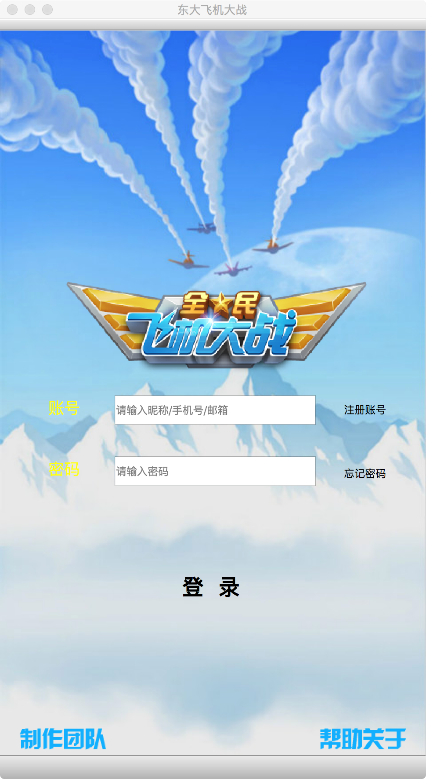 东大飞机大战
全民
飞机大战
账号
请输入昵称/手机号/邮箱
注册账号
密码
请输入密码
忘记密码
登 录
制作团队
帮助关于